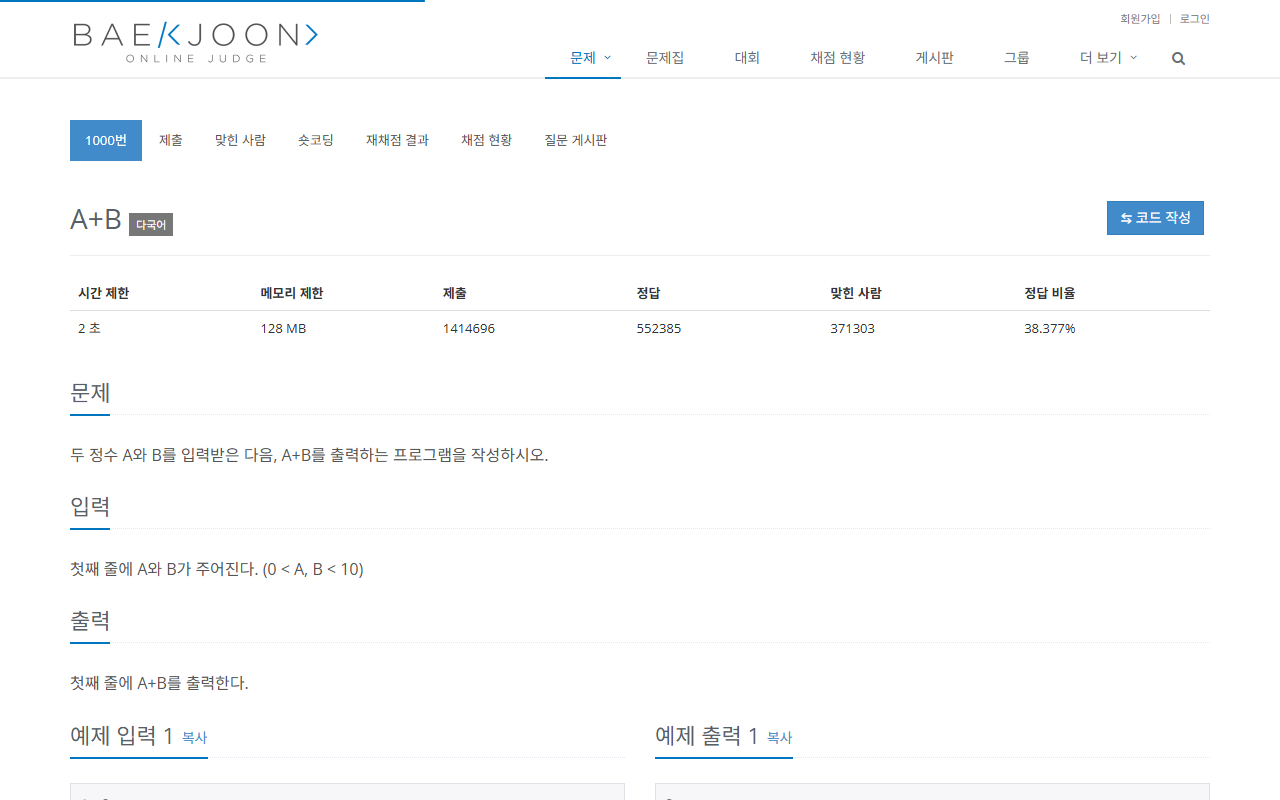 회원가입 | 로그인
BAEKJOON>
ONLINE JUDGE
문제 문제집 대회 채점 현황 게시판 그룹 더 보기
1000번 제출 맞힌 사람 숏코딩 재채점 결과 채점 현황 질문 게시판
A+B 다국어
코드 작성
시간 제한 메모리 제한 제출 정답 맞힌 사람 정답 비율
2 초 128 MB 1414696 552385 371303 38.377%
문제
두 정수 A와 B를 입력받은 다음, A+B를 출력하는 프로그램을 작성하시오.
입력
첫째 줄에 A와 B가 주어진다. (0 < A, B < 10)
출력
첫째 줄에 A+B를 출력한다.
예제 입력 1 복사
예제 출력 1 복사